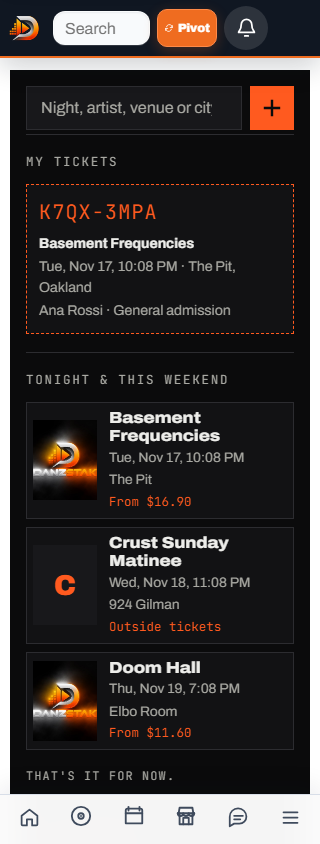 Search
Pivot
Night, artist, venue or cit
MY TICKETS
K7QX-3MPA
Basement Frequencies
Tue, Nov 17, 10:08 PM · The Pit,
Oakland
Ana Rossi · General admission
TONIGHT & THIS WEEKEND
Basement
Frequencies
Tue, Nov 17, 10:08 PM
The Pit
From $16.90
DANZSTAK
C
Crust Sunday
Matinee
Wed, Nov 18, 11:08 PM
924 Gilman
Outside tickets
Doom Hall
Thu, Nov 19, 7:08 PM
Elbo Room
From $11.60
DANZSTAK
THAT'S IT FOR NOW.